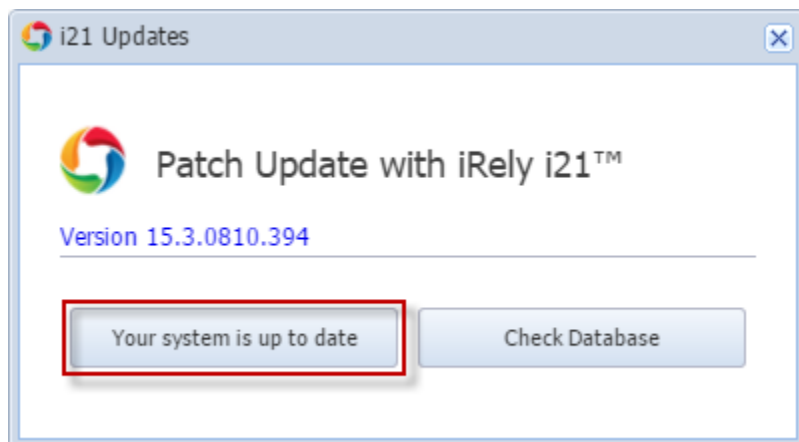 i21 Updates
Patch Update with iRely i21™
Version 15.3.0810.394
Your system is up to date
Check Database